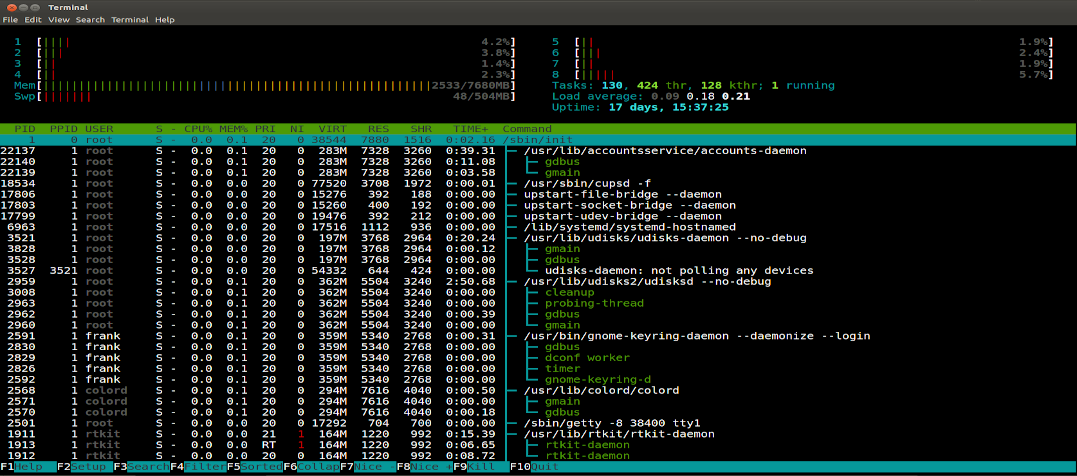 Terminal
File Edit View Search Terminal Help
1 [|||| 4.2%] 5 [|| 1.9%]
2 [||| 3.8%] 6 [||| 2.4%]
3 [|| 1.4%] 7 [|| 1.9%]
4 [|| 2.3%] 8 [||||| 5.7%]
Mem[2533/7680MB] Tasks: 130, 424 thr, 128 kthr; 1 running
Swp[48/504MB] Load average: 0.09 0.18 0.21
Uptime: 17 days, 15:37:25
PID PPID USER S - CPU% MEM% PRI NI VIRT RES SHR TIME+ Command
1 0 root S - 0.0 0.1 20 0 38544 7880 1516 0:02.16 /sbin/init
22137 1 root S - 0.0 0.1 20 0 283M 7328 3260 0:39.31 /usr/lib/accountsservice/accounts-daemon
22140 1 root S - 0.0 0.1 20 0 283M 7328 3260 0:11.08 gdbus
22139 1 root S - 0.0 0.1 20 0 283M 7328 3260 0:03.58 gmain
18534 1 root S - 0.0 0.0 20 0 77520 3708 1972 0:00.01 /usr/sbin/cupsd -f
17806 1 root S - 0.0 0.0 20 0 15276 392 188 0:00.00 upstart-file-bridge --daemon
17803 1 root S - 0.0 0.0 20 0 15260 400 192 0:00.00 upstart-socket-bridge --daemon
17799 1 root S - 0.0 0.0 20 0 19476 392 212 0:00.00 upstart-udev-bridge --daemon
6963 1 root S - 0.0 0.0 20 0 17516 1112 936 0:00.00 /lib/systemd/systemd-hostnamed
3521 1 root S - 0.0 0.0 20 0 197M 3768 2964 0:20.24 /usr/lib/udisks/udisks-daemon --no-debug
3828 1 root S - 0.0 0.0 20 0 197M 3768 2964 0:00.12 gmain
3528 1 root S - 0.0 0.0 20 0 197M 3768 2964 0:00.00 gdbus
3527 3521 root S - 0.0 0.0 20 0 54332 644 424 0:00.00 udisks-daemon: not polling any devices
2959 1 root S - 0.0 0.1 20 0 362M 5504 3240 2:50.68 /usr/lib/udisks2/udisksd --no-debug
3008 1 root S - 0.0 0.1 20 0 362M 5504 3240 0:00.00 cleanup
2963 1 root S - 0.0 0.1 20 0 362M 5504 3240 0:00.00 probing-thread
2962 1 root S - 0.0 0.1 20 0 362M 5504 3240 0:00.39 gdbus
2960 1 root S - 0.0 0.1 20 0 362M 5504 3240 0:00.00 gmain
2591 1 frank S - 0.0 0.1 20 0 359M 5340 2768 0:00.31 /usr/bin/gnome-keyring-daemon --daemonize --login
2830 1 frank S - 0.0 0.1 20 0 359M 5340 2768 0:00.00 gdbus
2829 1 frank S - 0.0 0.1 20 0 359M 5340 2768 0:00.00 dconf worker
2826 1 frank S - 0.0 0.1 20 0 359M 5340 2768 0:00.00 timer
2592 1 frank S - 0.0 0.1 20 0 359M 5340 2768 0:00.00 gnome-keyring-d
2568 1 colord S - 0.0 0.1 20 0 294M 7616 4040 0:00.50 /usr/lib/colord/colord
2571 1 colord S - 0.0 0.1 20 0 294M 7616 4040 0:00.00 gmain
2570 1 colord S - 0.0 0.1 20 0 294M 7616 4040 0:00.18 gdbus
2501 1 root S - 0.0 0.0 20 0 17292 704 700 0:00.00 /sbin/getty -8 38400 tty1
1911 1 rtkit S - 0.0 0.0 21 1 164M 1220 992 0:15.39 /usr/lib/rtkit/rtkit-daemon
1913 1 rtkit S - 0.0 0.0 RT 1 164M 1220 992 0:06.65 rtkit-daemon
1912 1 rtkit S - 0.0 0.0 20 0 164M 1220 992 0:08.72 rtkit-daemon
F1Help F2Setup F3SearchF4FilterF5SortedF6CollapF7Nice -F8Nice +F9Kill F10Quit